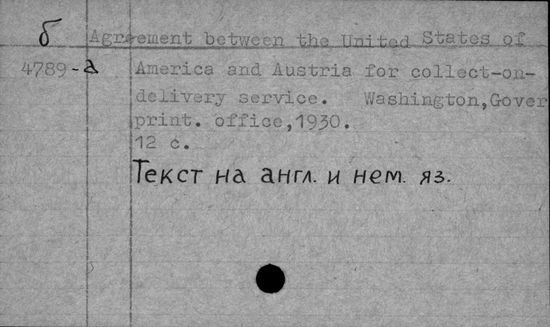 б Agreement between the United States of
4789-а America and Austria for collect-on-
delivery service. Washington,Gover
print. office,1930.
12 с.
Текст на англ. и нем. яз.